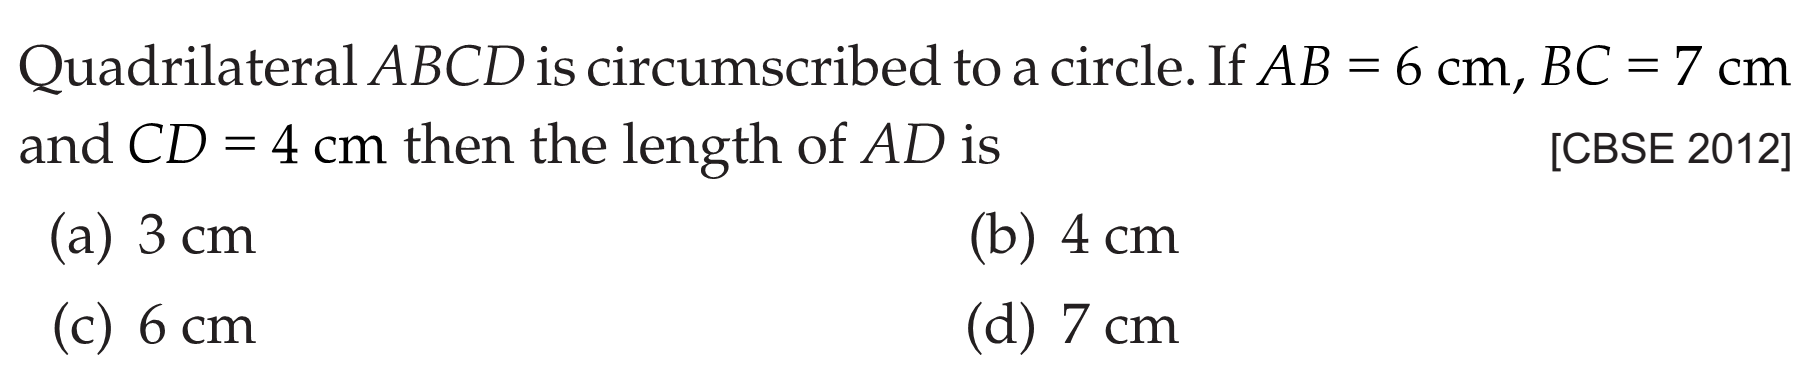 Quadrilateral ABCD is circumscribed to a circle. If AB = 6 cm, BC = 7 cm
and CD = 4 cm then the length of AD is [CBSE 2012]
(a) 3 cm (b) 4 cm
(c) 6 cm (d) 7 cm